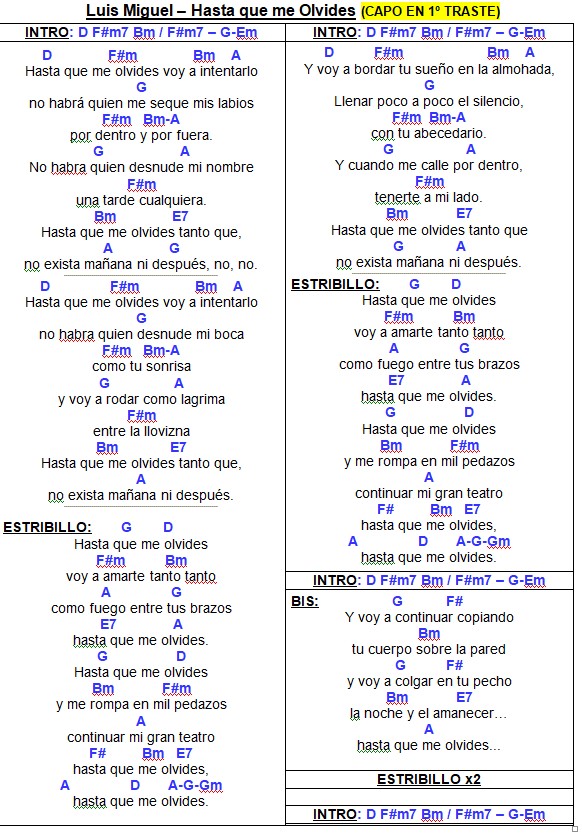 Luis Miguel – Hasta que me Olvides (CAPO EN 1º TRASTE)
INTRO: D F#m7 Bm / F#m7 – G-Em
D F#m Bm A
Hasta que me olvides voy a intentarlo
G
no habrá quien me seque mis labios
F#m Bm-A
por dentro y por fuera.
G A
No habra quien desnude mi nombre
F#m
una tarde cualquiera.
Bm E7
Hasta que me olvides tanto que,
A G
no exista mañana ni después, no, no.
D F#m Bm A
Hasta que me olvides voy a intentarlo
G
no habra quien desnude mi boca
F#m Bm-A
como tu sonrisa
G A
y voy a rodar como lagrima
F#m
entre la llovizna
Bm E7
Hasta que me olvides tanto que,
A
no exista mañana ni después.
ESTRIBILLO: G D
Hasta que me olvides
F#m Bm
voy a amarte tanto tanto
A G
como fuego entre tus brazos
E7 A
hasta que me olvides.
G D
Hasta que me olvides
Bm F#m
y me rompa en mil pedazos
A
continuar mi gran teatro
F# Bm E7
hasta que me olvides,
A D A-G-Gm
hasta que me olvides.
INTRO: D F#m7 Bm / F#m7 – G-Em
D F#m Bm A
Y voy a bordar tu sueño en la almohada,
G
Llenar poco a poco el silencio,
F#m Bm-A
con tu abecedario.
G A
Y cuando me calle por dentro,
F#m
tenerte a mi lado.
Bm E7
Hasta que me olvides tanto que
G A
no exista mañana ni después.
ESTRIBILLO: G D
Hasta que me olvides
F#m Bm
voy a amarte tanto tanto
A G
como fuego entre tus brazos
E7 A
hasta que me olvides.
G D
Hasta que me olvides
Bm F#m
y me rompa en mil pedazos
A
continuar mi gran teatro
F# Bm E7
hasta que me olvides,
A D A-G-Gm
hasta que me olvides.
INTRO: D F#m7 Bm / F#m7 – G-Em
BIS: G F#
Y voy a continuar copiando
Bm
tu cuerpo sobre la pared
G F#
y voy a colgar en tu pecho
Bm E7
la noche y el amanecer…
A
hasta que me olvides...
ESTRIBILLO x2
INTRO: D F#m7 Bm / F#m7 – G-Em